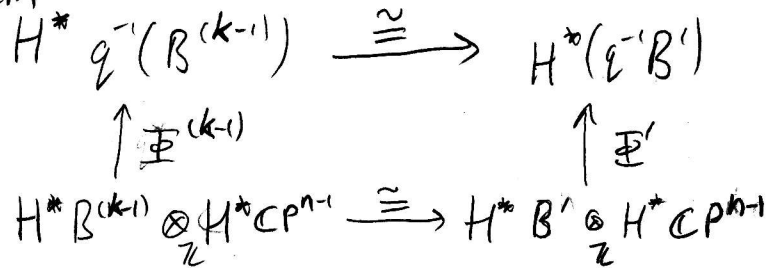 H* q⁻¹(B^(k-1)) ≅→ H*(q⁻¹B')
↑ Φ^(k-1) ↑ Φ'
H* B^(k-1) ⊗_ℤ H* CP^{n-1} ≅→ H* B' ⊗_ℤ H* CP^{n-1}